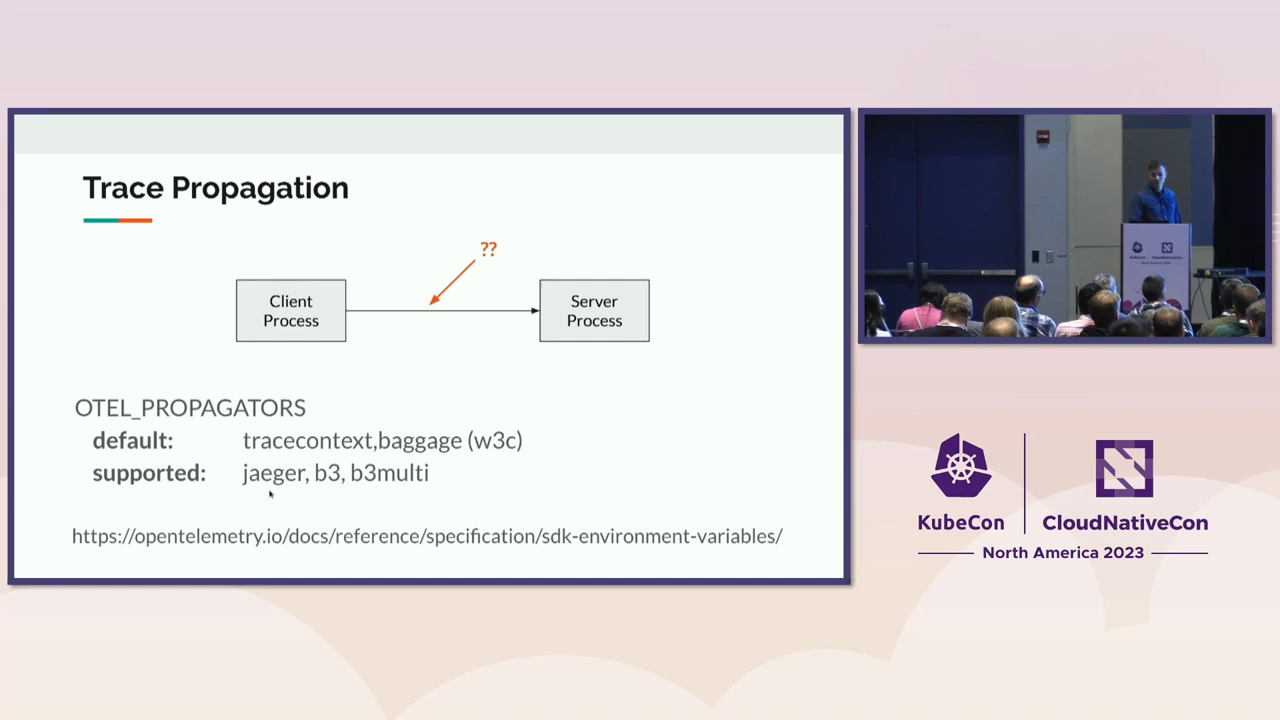 Trace Propagation
??
Client
Process
Server
Process
OTEL_PROPAGATORS
default: tracecontext,baggage (w3c)
supported: jaeger, b3, b3multi
https://opentelemetry.io/docs/reference/specification/sdk-environment-variables/
KubeCon
CloudNativeCon
North America 2023